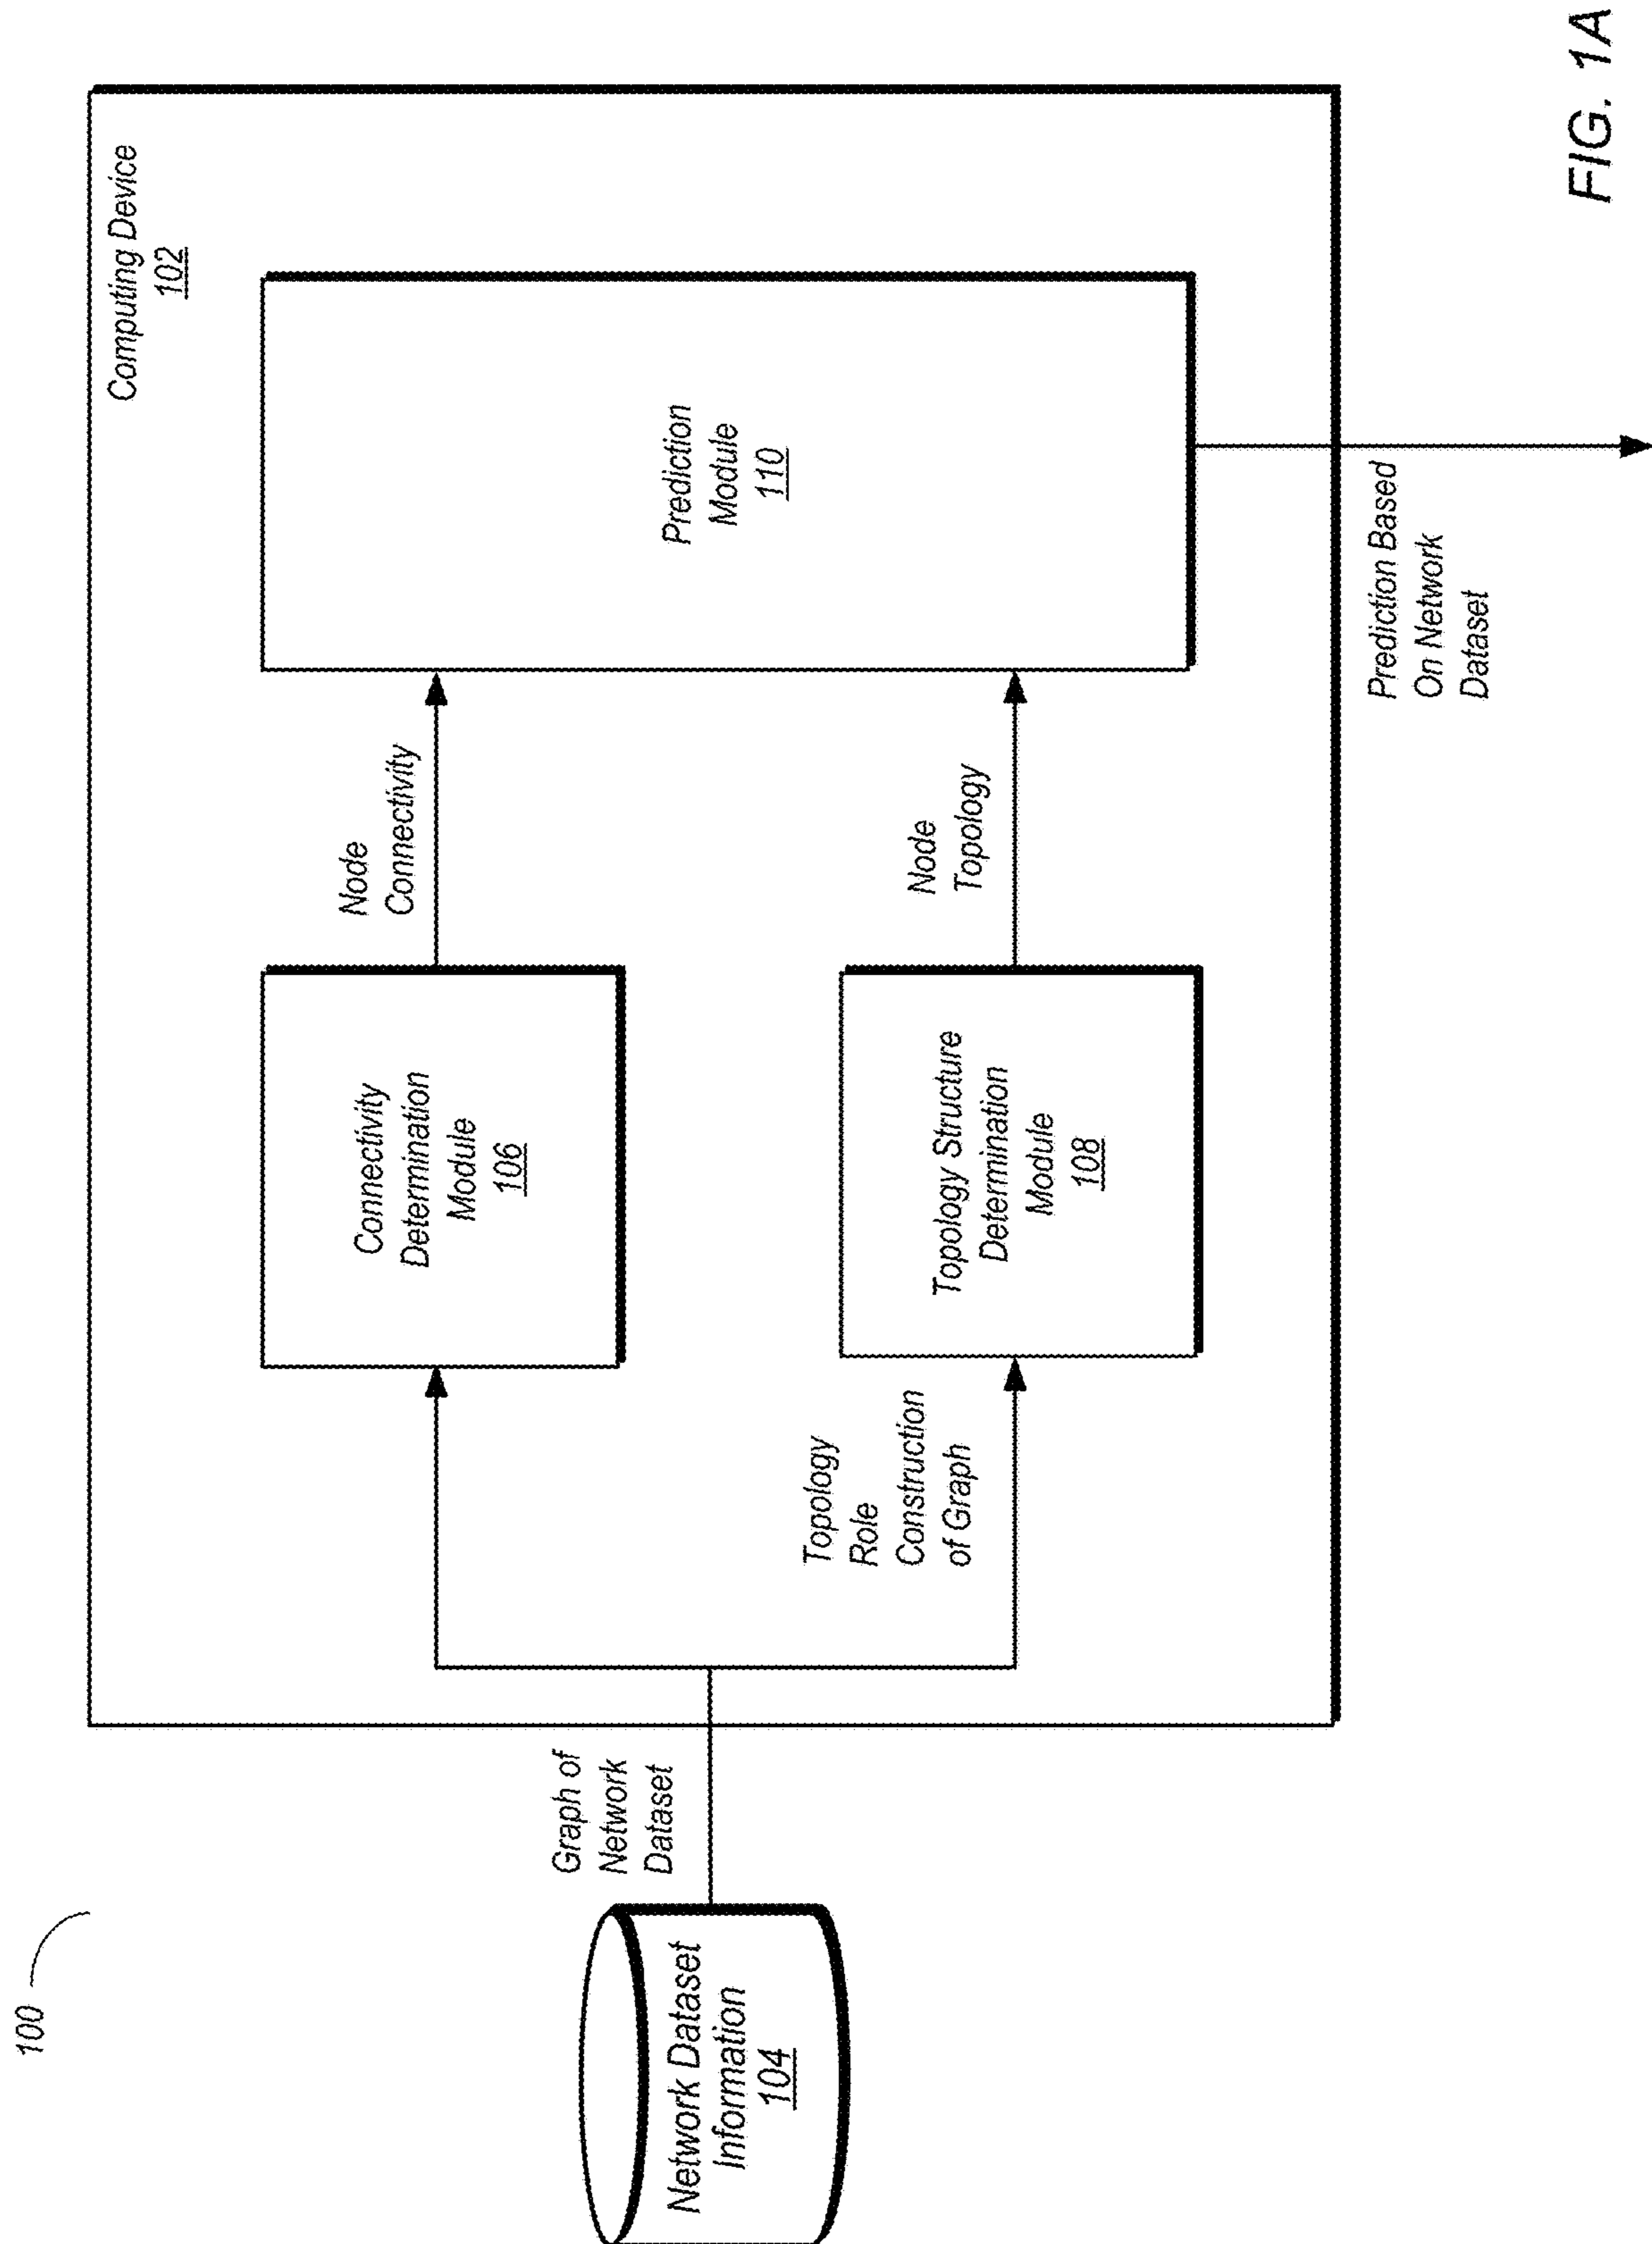 100
Computing Device
102
Network Dataset
Information
104
Graph of
Network
Dataset
Connectivity
Determination
Module
106
Topology
Role
Construction
of Graph
Topology Structure
Determination
Module
108
Node
Connectivity
Node
Topology
Prediction
Module
110
Prediction Based
On Network
Dataset
FIG. 1A